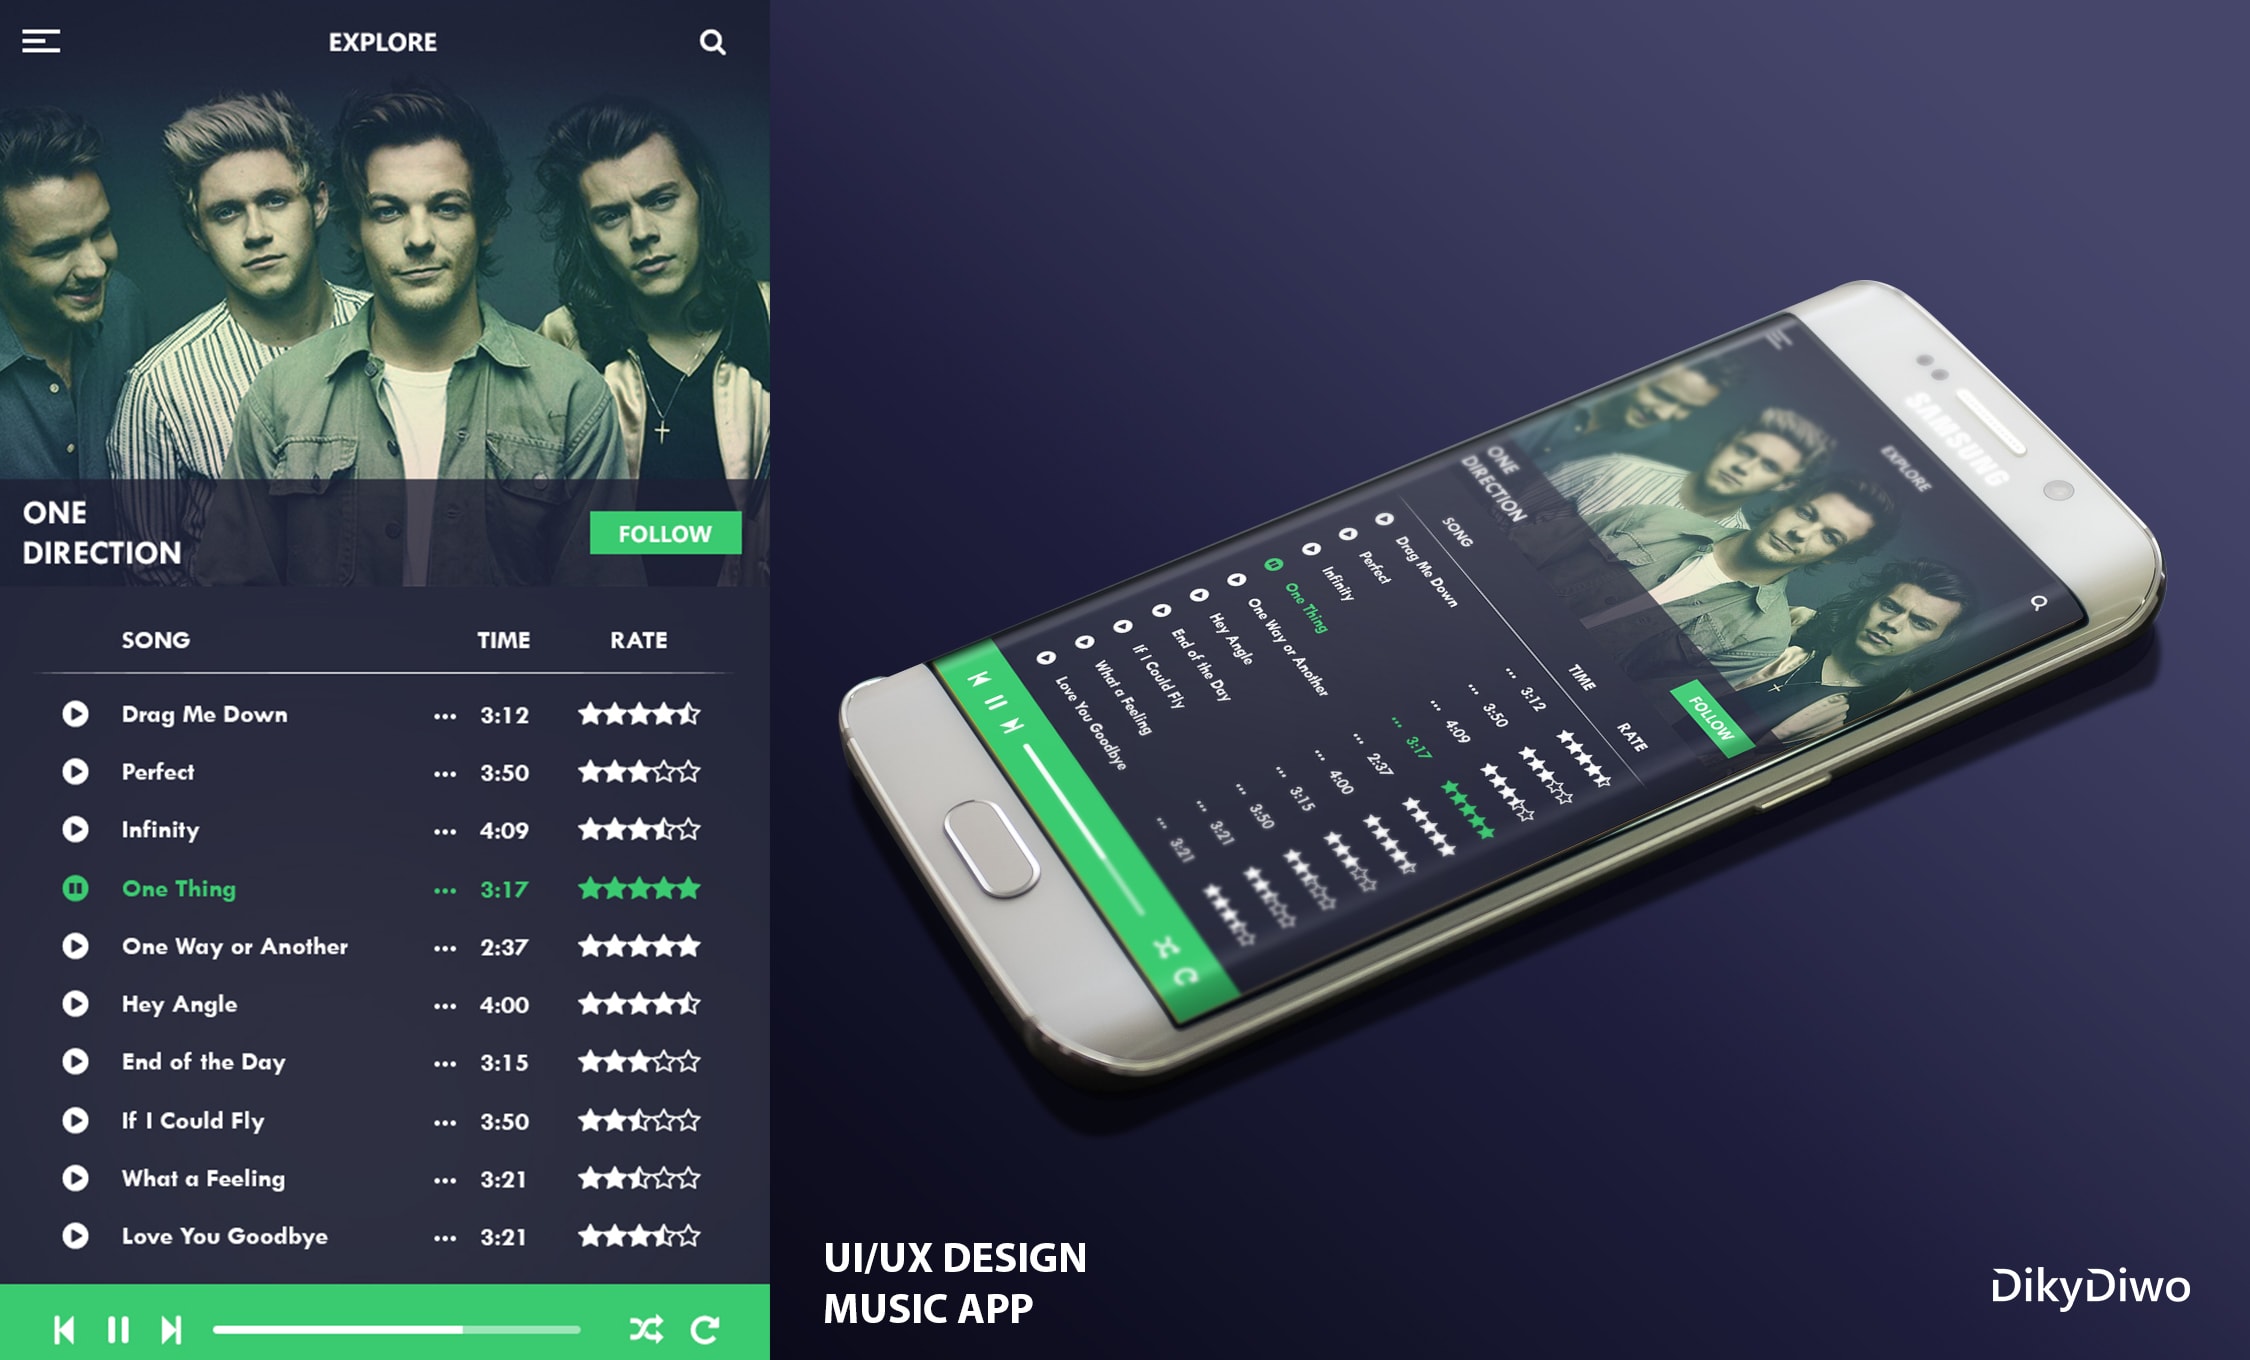 EXPLORE
ONE
DIRECTION
FOLLOW
SONG TIME RATE
Drag Me Down ... 3:12
Perfect ... 3:50
Infinity ... 4:09
One Thing ... 3:17
One Way or Another ... 2:37
Hey Angle ... 4:00
End of the Day ... 3:15
If I Could Fly ... 3:50
What a Feeling ... 3:21
Love You Goodbye ... 3:21
SAMSUNG
EXPLORE
ONE
DIRECTION
FOLLOW
SONG TIME RATE
Drag Me Down ... 3:12
Perfect ... 3:50
Infinity ... 4:09
One Thing ... 3:17
One Way or Another ... 2:37
Hey Angle ... 4:00
End of the Day ... 3:15
If I Could Fly ... 3:50
What a Feeling ... 3:21
Love You Goodbye ... 3:21
UI/UX DESIGN
MUSIC APP
DikyDiwo